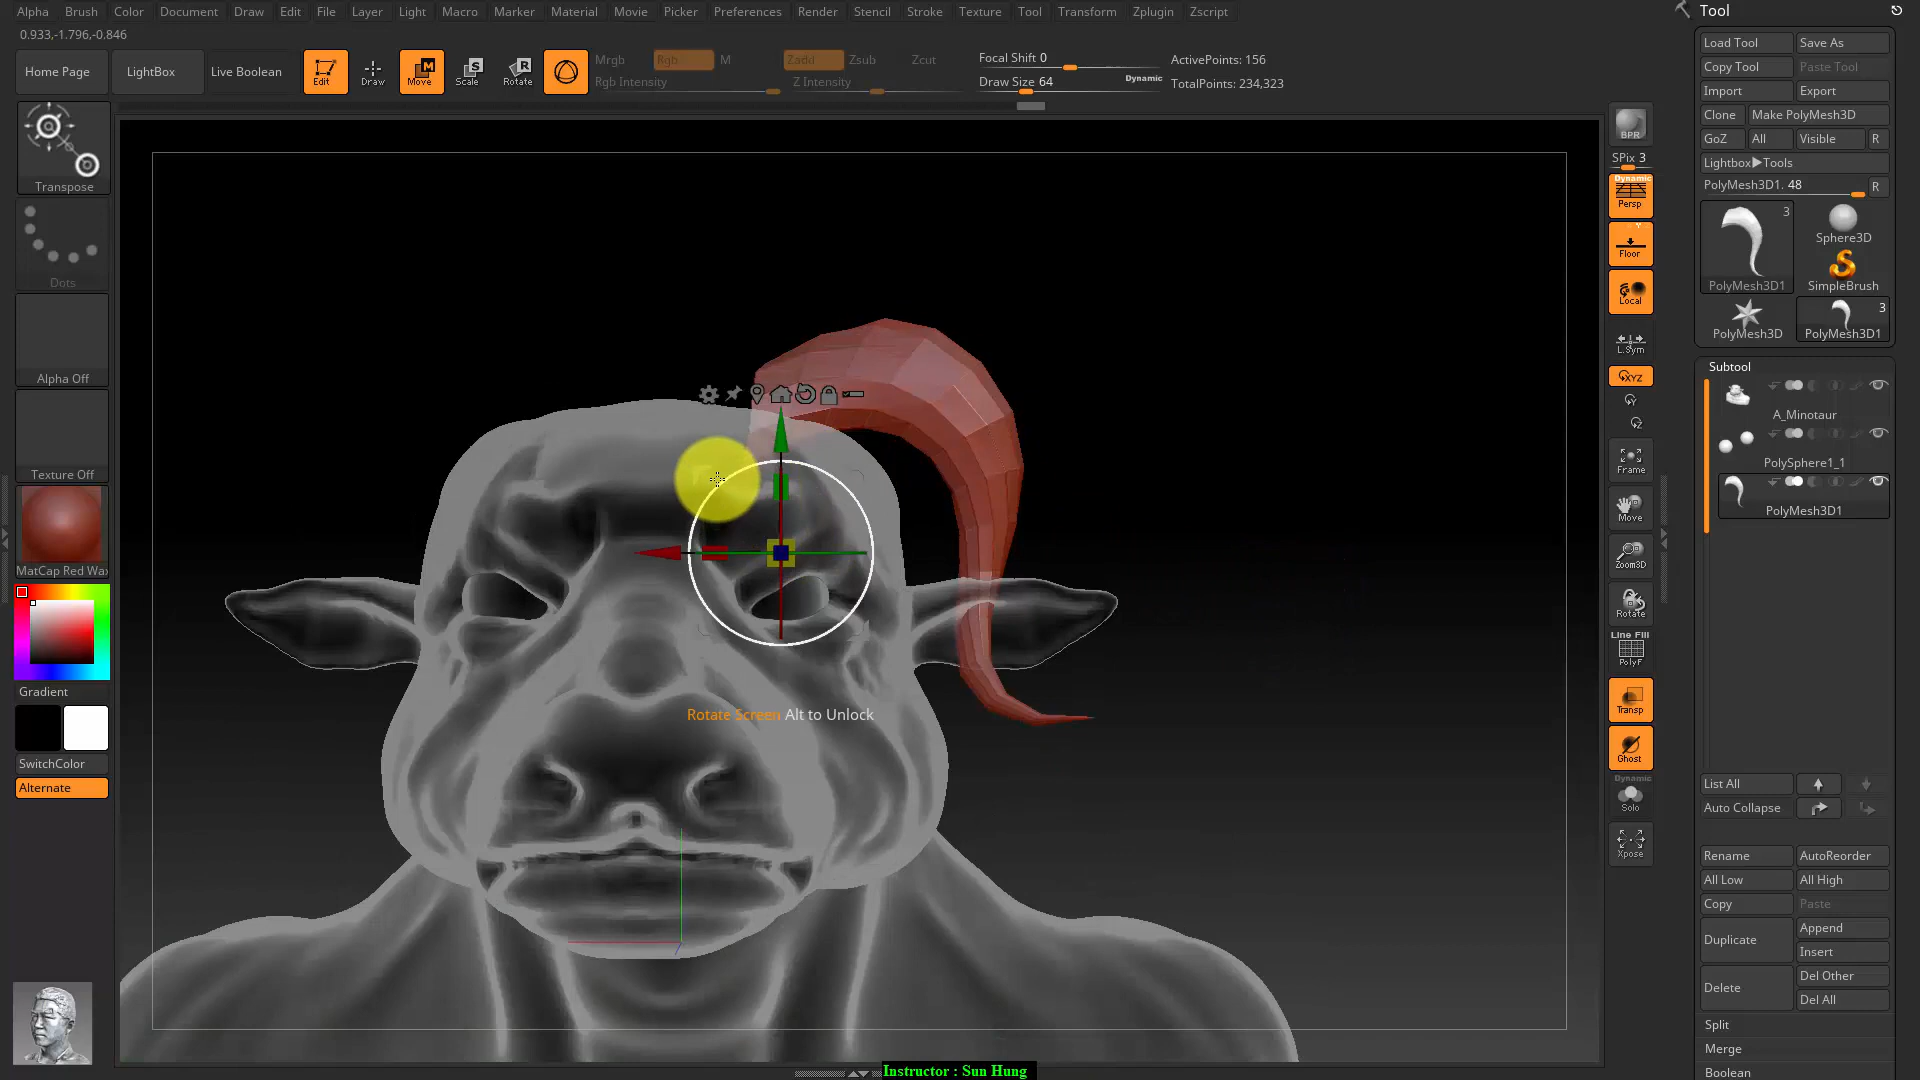 Alpha Brush Color Document Draw Edit File Layer Light Macro Marker Material Movie Picker Preferences Render Stencil Stroke Texture Tool Transform Zplugin Zscript
Tool
0.933,-1.796,-0.846
Home Page
LightBox
Live Boolean
Edit
Draw
M
Move
S
Scale
R
Rotate
Mrgb
Rgb
M
Rgb Intensity
Zadd
Zsub
Zcut
Z Intensity
Focal Shift 0
Draw Size 64
Dynamic
ActivePoints: 156
TotalPoints: 234,323
Transpose
Dots
Alpha Off
Texture Off
MatCap Red Wax
Gradient
SwitchColor
Alternate
Rotate Screen Alt to Unlock
Instructor : Sun Hung
BPR
SPix 3
Dynamic
Persp
Floor
Local
L.Sym
XYZ
Y
Z
Frame
Move
Zoom3D
Rotate
Line Fill
PolyF
Transp
Ghost
Dynamic
Solo
Xpose
Load Tool
Save As
Copy Tool
Paste Tool
Import
Export
Clone
Make PolyMesh3D
GoZ
All
Visible
R
Lightbox▶Tools
PolyMesh3D1. 48
R
3
PolyMesh3D1
Sphere3D
SimpleBrush
PolyMesh3D
3
PolyMesh3D1
Subtool
A_Minotaur
PolySphere1_1
PolyMesh3D1
List All
Auto Collapse
Rename
AutoReorder
All Low
All High
Copy
Paste
Duplicate
Append
Insert
Delete
Del Other
Del All
Split
Merge
Boolean